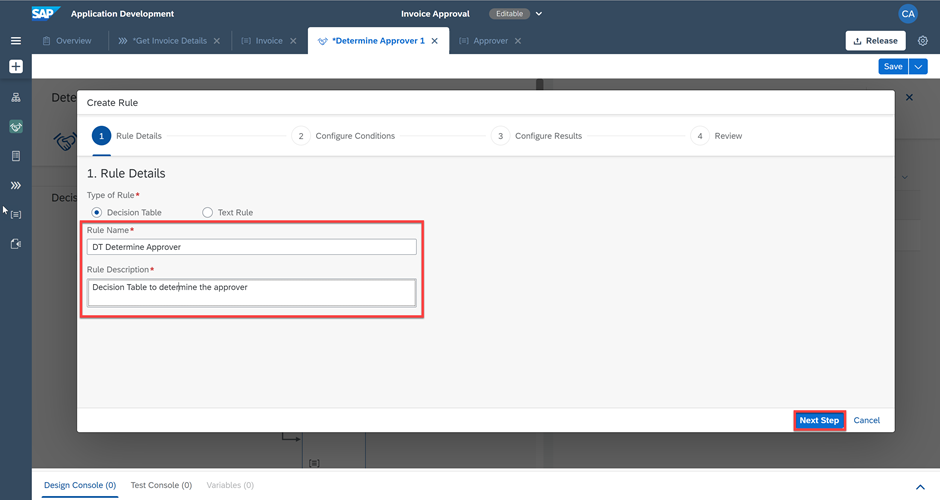 SAP Application Development Invoice Approval Editable CA
Overview *Get Invoice Details Invoice *Determine Approver 1 Approver Release
Save
Dete
Create Rule
1 Rule Details 2 Configure Conditions 3 Configure Results 4 Review
1. Rule Details
Type of Rule*
Decis
Decision Table Text Rule
Rule Name*
DT Determine Approver
Rule Description*
Decision Table to determine the approver
Next Step Cancel
Design Console (0) Test Console (0) Variables (0)